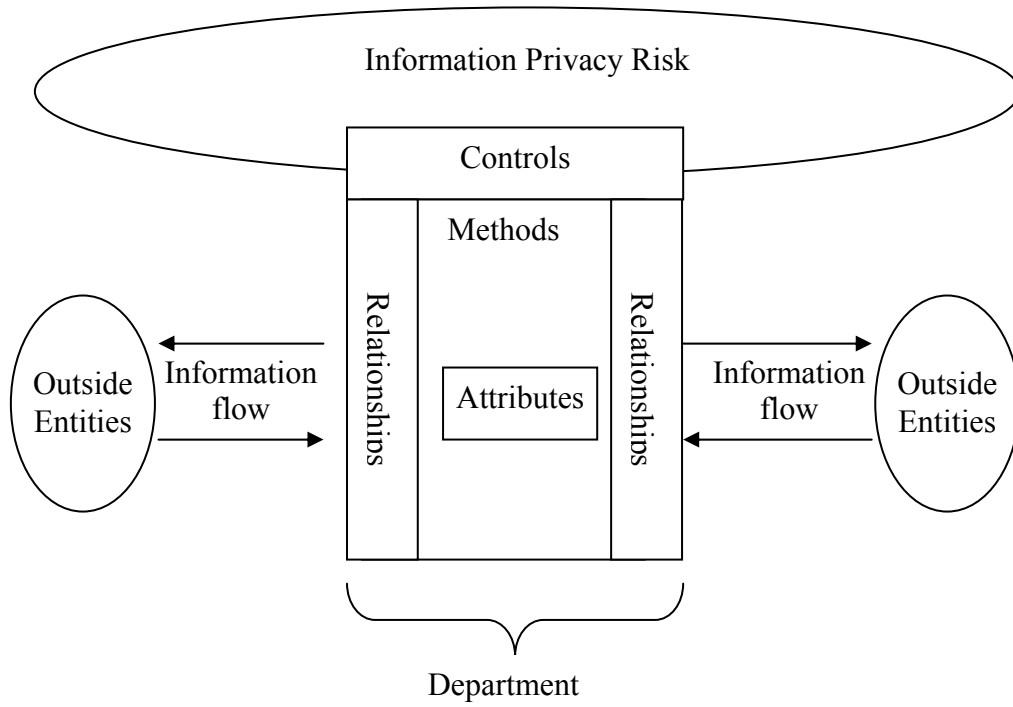 Information Privacy Risk
Controls
Methods
Relationships
Relationships
Outside
Entities
Information
flow
Attributes
Information
flow
Outside
Entities
Department